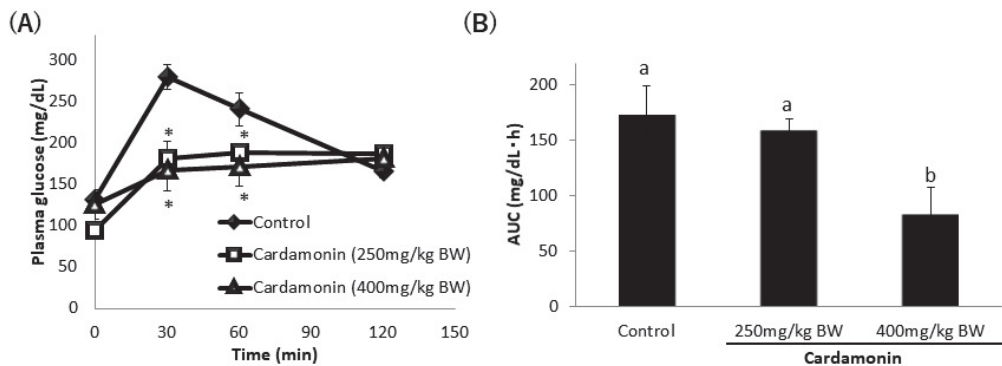 (A)
Plasma glucose (mg/dL)
300
250
200
150
100
50
0
*
*
*
*
Control
Cardamonin (250mg/kg BW)
Cardamonin (400mg/kg BW)
0
30
60
90
120
150
Time (min)
(B)
AUC (mg/dL・h)
200
150
100
50
0
a
a
b
Control
250mg/kg BW
400mg/kg BW
Cardamonin